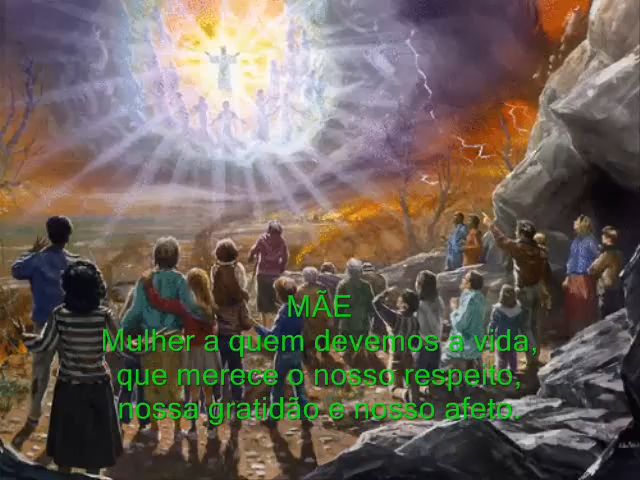 MÃE
Mulher a quem devemos a vida,
que merece o nosso respeito,
nossa gratidão e nosso afeto.